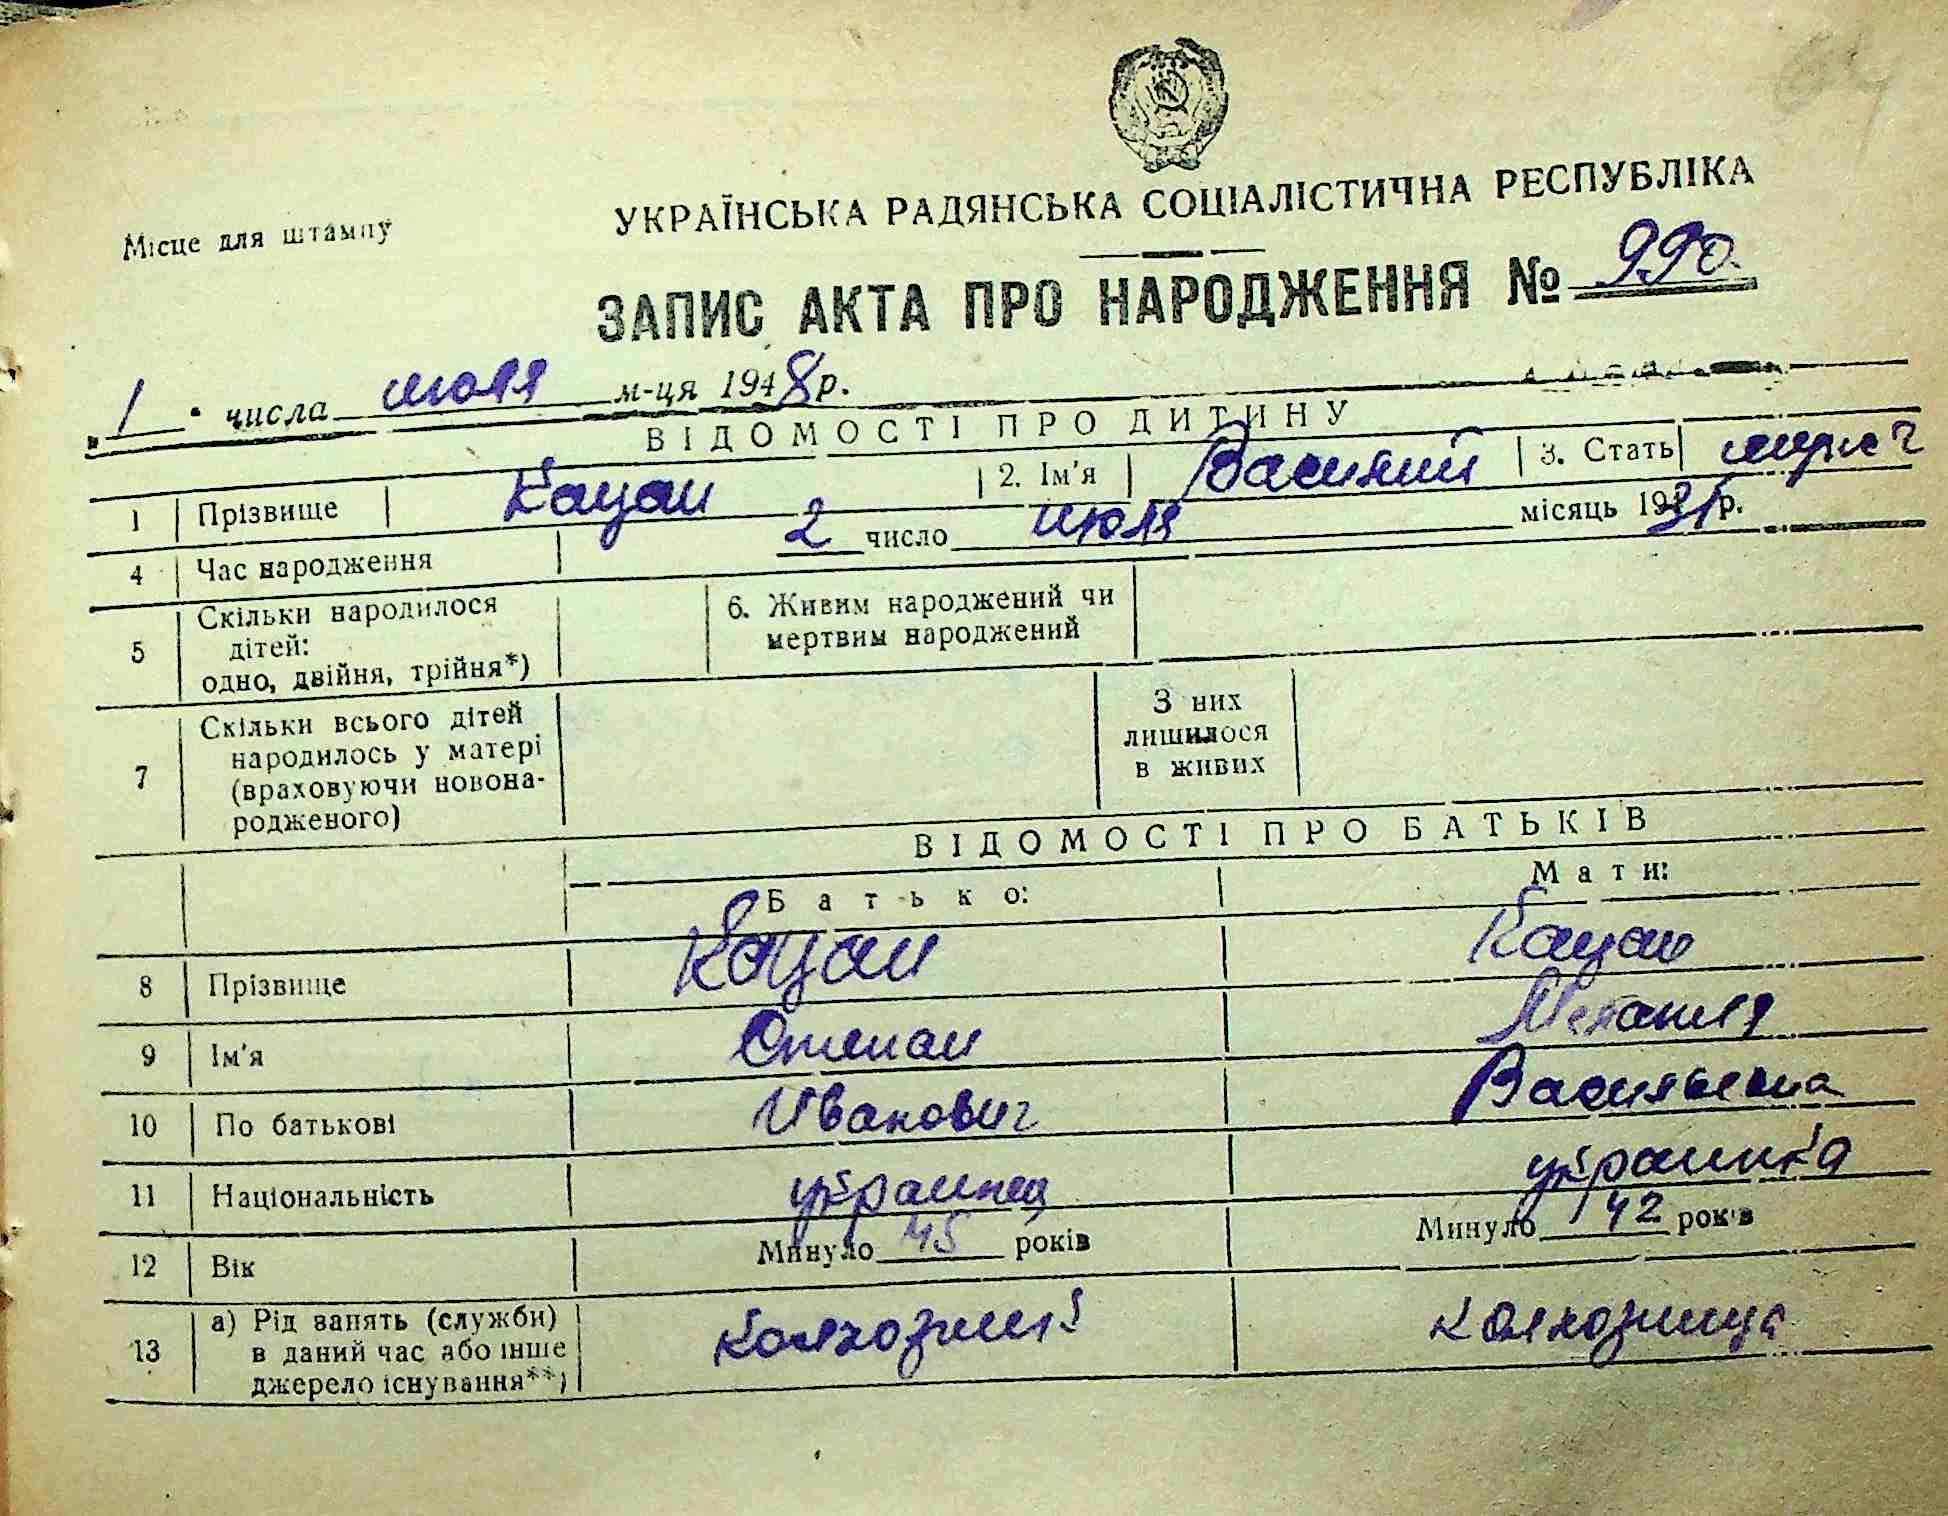 Місце для штампу
УКРАЇНСЬКА РАДЯНСЬКА СОЦІАЛІСТИЧНА РЕСПУБЛІКА
ЗАПИС АКТА ПРО НАРОДЖЕННЯ № 990.
„1" числа июля м-ця 1948 р.
ВІДОМОСТІ ПРО ДИТИНУ
1 Прізвище Кацан 2. Ім'я Василий 3. Стать
4 Час народження 2 число июля місяць 1931 р.
5 Скільки народилося
дітей:
одно, двійня, трійня*)
6. Живим народжений чи
мертвим народжений
7 Скільки всього дітей
народилось у матері
(враховуючи новона-
родженого)
З них
лишилося
в живих
ВІДОМОСТІ ПРО БАТЬКІВ
Батько: Мати:
8 Прізвище Кацан Кацан
9 Ім'я Степан Мелания
10 По батькові Иванович Васильевна
11 Національність украинец украинка
12 Вік Минуло 45 років Минуло 42 років
13 а) Рід занять (служби)
в даний час або інше
джерело існування**)
колхозник колхозница